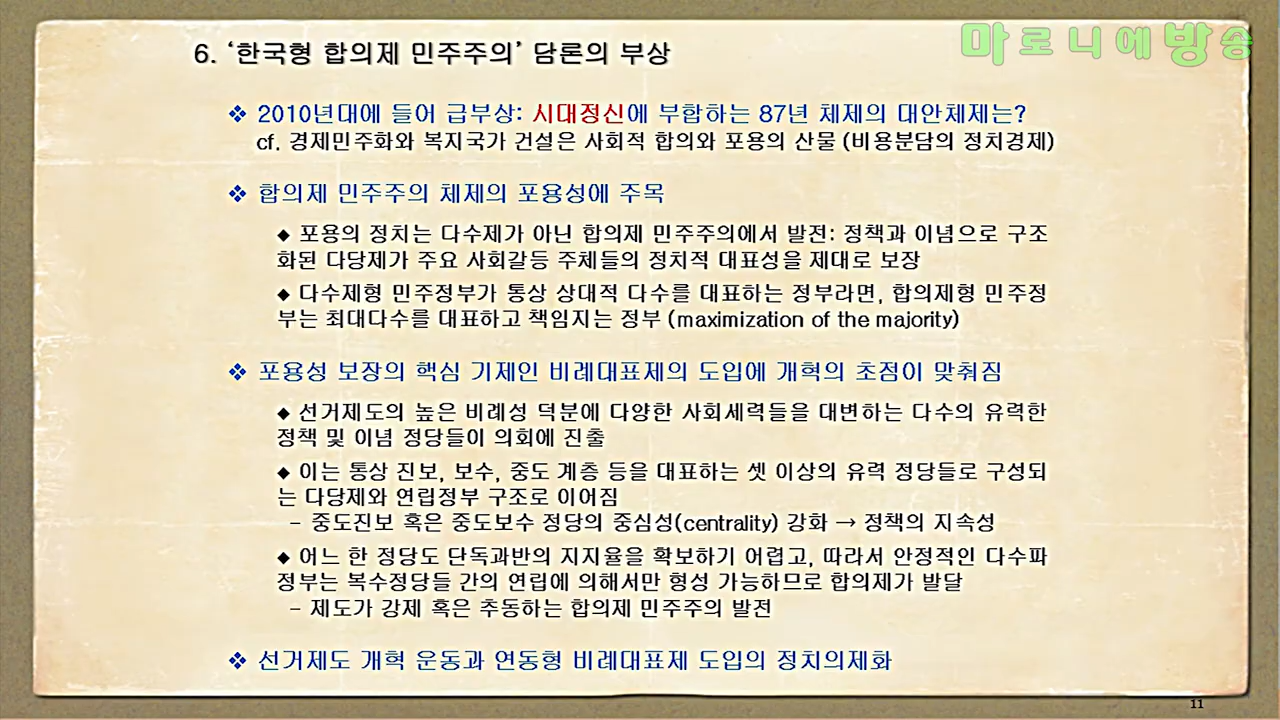 마로니에방송
6. ‘한국형 합의제 민주주의’ 담론의 부상
❖ 2010년대에 들어 급부상: 시대정신에 부합하는 87년 체제의 대안체제는?
cf. 경제민주화와 복지국가 건설은 사회적 합의와 포용의 산물 (비용분담의 정치경제)
❖ 합의제 민주주의 체제의 포용성에 주목
◆ 포용의 정치는 다수제가 아닌 합의제 민주주의에서 발전: 정책과 이념으로 구조
화된 다당제가 주요 사회갈등 주체들의 정치적 대표성을 제대로 보장
◆ 다수제형 민주정부가 통상 상대적 다수를 대표하는 정부라면, 합의제형 민주정
부는 최대다수를 대표하고 책임지는 정부 (maximization of the majority)
❖ 포용성 보장의 핵심 기제인 비례대표제의 도입에 개혁의 초점이 맞춰짐
◆ 선거제도의 높은 비례성 덕분에 다양한 사회세력들을 대변하는 다수의 유력한
정책 및 이념 정당들이 의회에 진출
◆ 이는 통상 진보, 보수, 중도 계층 등을 대표하는 셋 이상의 유력 정당들로 구성되
는 다당제와 연립정부 구조로 이어짐
– 중도진보 혹은 중도보수 정당의 중심성(centrality) 강화 → 정책의 지속성
◆ 어느 한 정당도 단독과반의 지지율을 확보하기 어렵고, 따라서 안정적인 다수파
정부는 복수정당들 간의 연립에 의해서만 형성 가능하므로 합의제가 발달
– 제도가 강제 혹은 추동하는 합의제 민주주의 발전
❖ 선거제도 개혁 운동과 연동형 비례대표제 도입의 정치의제화
11